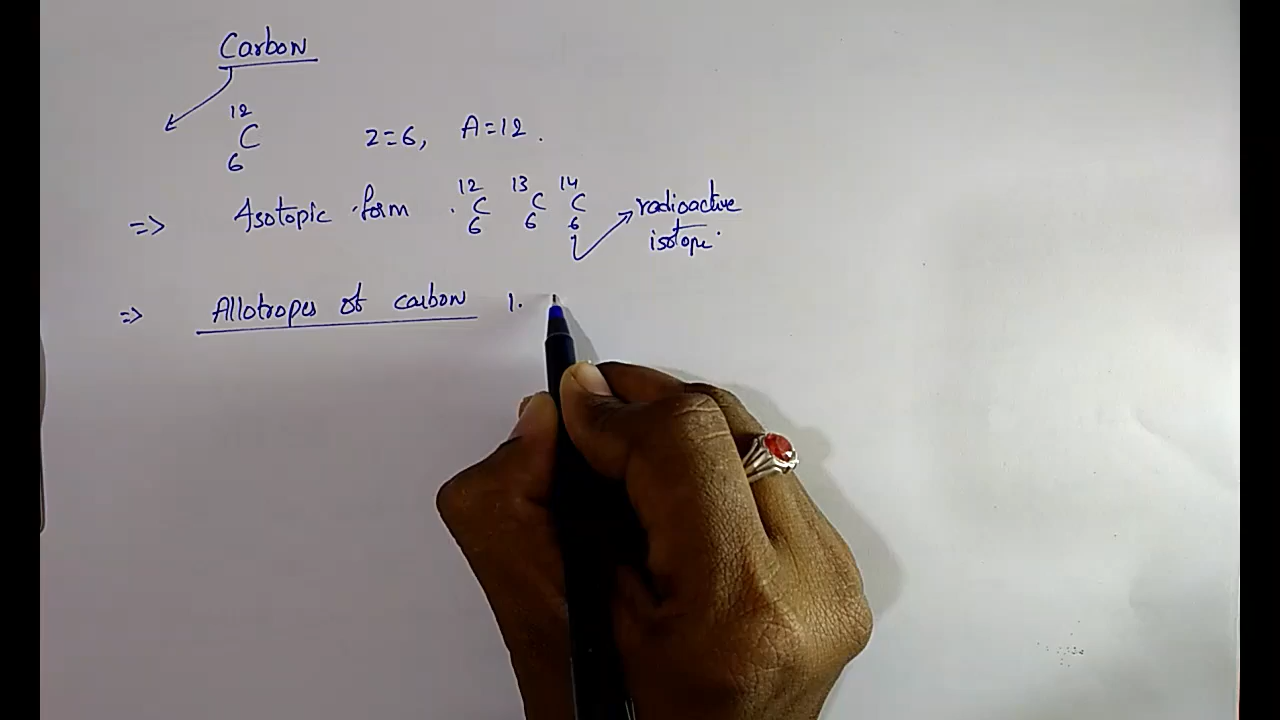 Carbon
12
C
6
Z=6, A=12.
=> Isotopic form . 12 C 6 13 C 6 14 C 6 radioactive
isotope.
=> Allotropes of carbon 1.